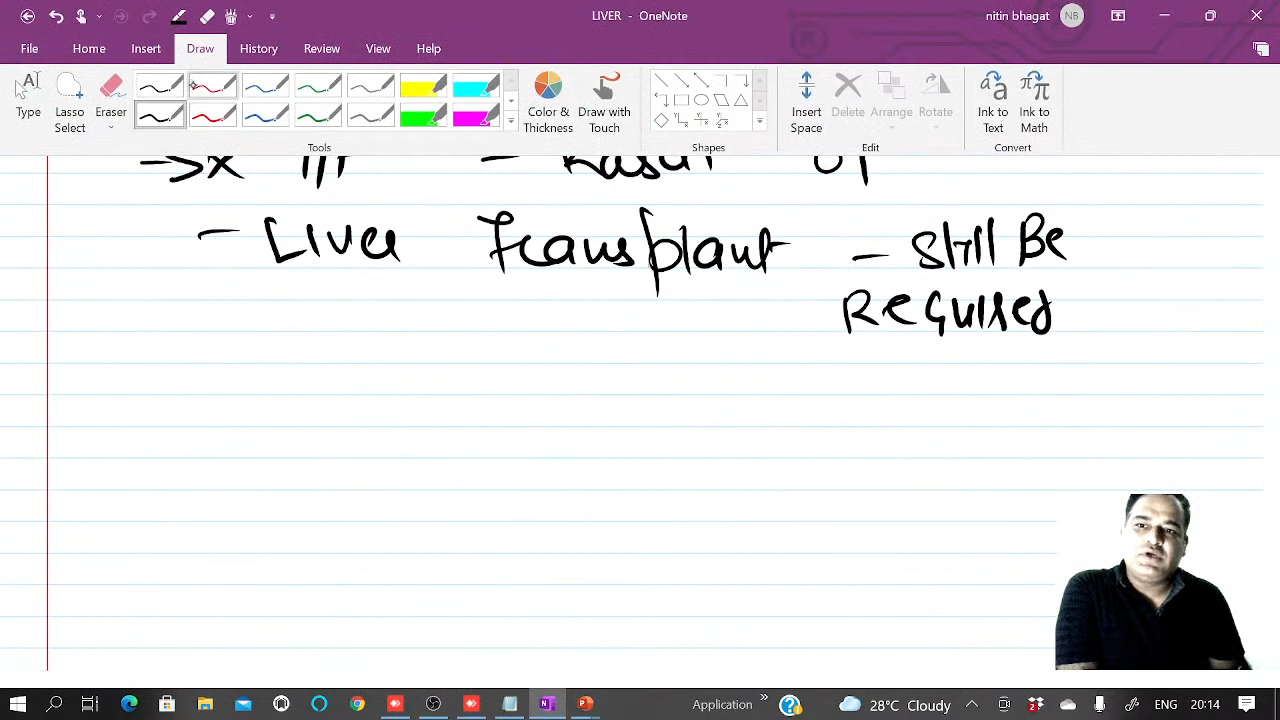 LIVER - OneNote
nitin bhagat NB
File Home Insert Draw History Review View Help
Type Lasso Select Eraser Color & Thickness Draw with Touch Insert Space Delete Arrange Rotate Ink to Text Ink to Math
Tools Shapes Edit Convert
- Liver Transplant - Still Be
Required
Application 28°C Cloudy ENG 20:14